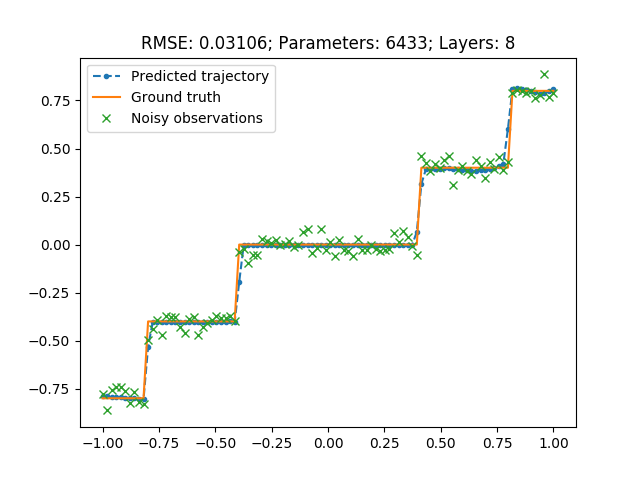 RMSE: 0.03106; Parameters: 6433; Layers: 8
Predicted trajectory
Ground truth
Noisy observations
0.75
0.50
0.25
0.00
−0.25
−0.50
−0.75
−1.00 −0.75 −0.50 −0.25 0.00 0.25 0.50 0.75 1.00